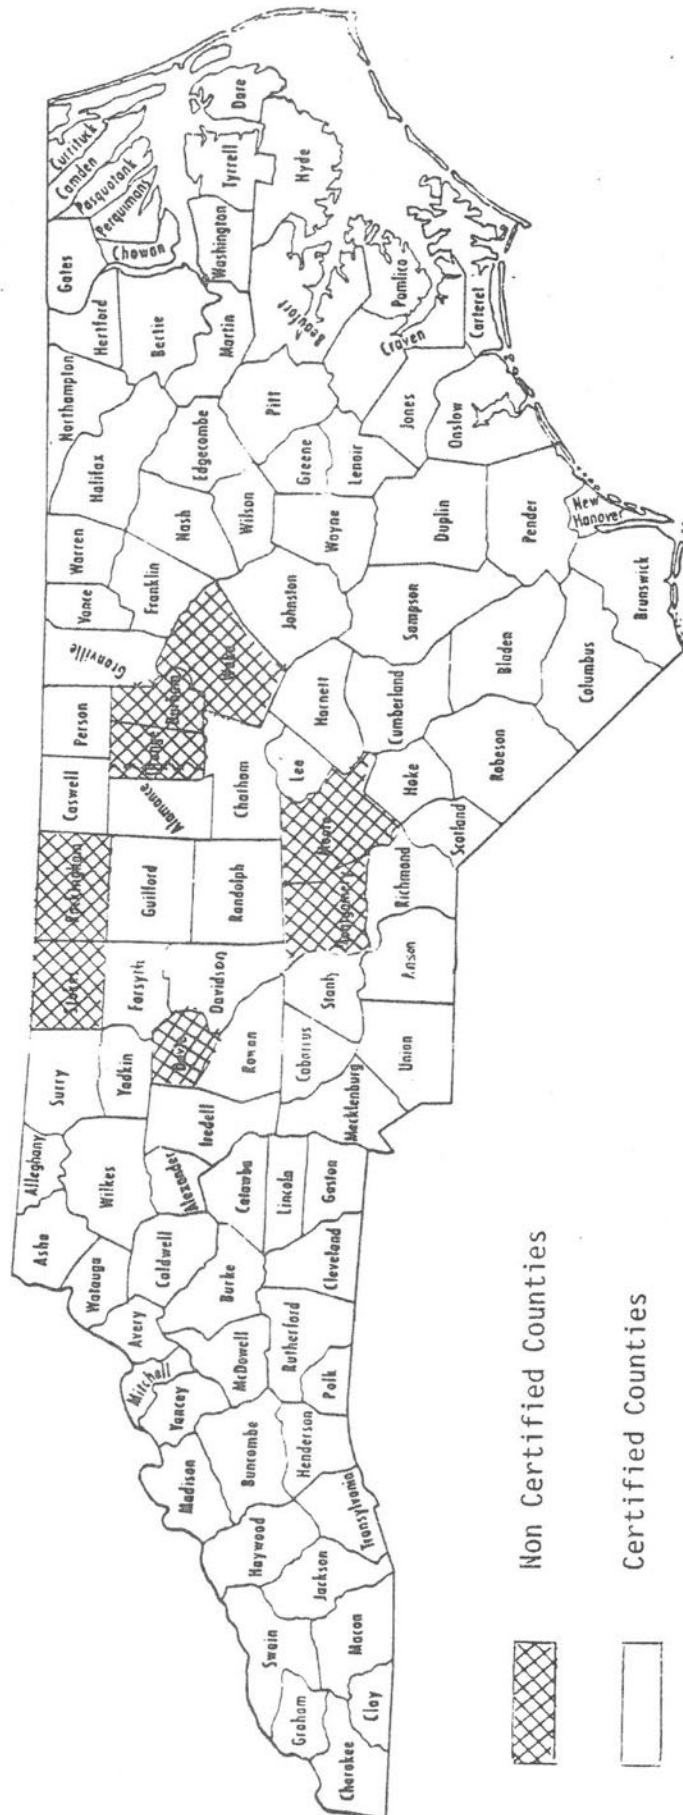 Cherokee
Graham
Clay
Swain
Macon
Jackson
Haywood
Transylvania
Madison
Buncombe
Henderson
Yancey
Mitchell
McDowell
Polk
Rutherford
Avery
Burke
Cleveland
Watauga
Caldwell
Ashe
Wilkes
Alexander
Catawba
Lincoln
Gaston
Alleghany
Iredell
Mecklenburg
Surry
Yadkin
Davie
Rowan
Cabarrus
Union
Stokes
Forsyth
Davidson
Stanly
Anson
Rockingham
Guilford
Randolph
Montgomery
Richmond
Caswell
Alamance
Chatham
Moore
Scotland
Person
Orange
Durham
Lee
Hoke
Robeson
Granville
Wake
Harnett
Cumberland
Bladen
Columbus
Vance
Franklin
Johnston
Sampson
Brunswick
Warren
Nash
Wilson
Wayne
Duplin
Pender
New
Hanover
Halifax
Edgecombe
Greene
Lenoir
Jones
Onslow
Northampton
Pitt
Hertford
Bertie
Martin
Beaufort
Craven
Carteret
Pamlico
Gates
Chowan
Washington
Perquimans
Pasquotank
Camden
Currituck
Tyrrell
Hyde
Dare
Non Certified Counties
Certified Counties